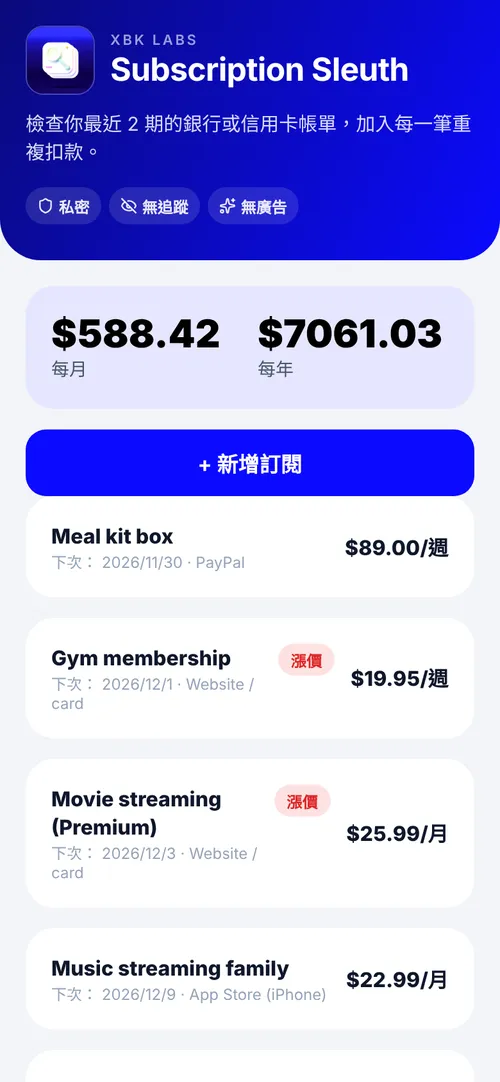 XBK LABS
Subscription Sleuth
檢查你最近 2 期的銀行或信用卡帳單，加入每一筆重
複扣款。
私密
無追蹤
無廣告
$588.42
每月
$7061.03
每年
+ 新增訂閱
Meal kit box
下次： 2026/11/30 · PayPal
$89.00/週
Gym membership
漲價
下次： 2026/12/1 · Website /
card
$19.95/週
Movie streaming
(Premium)
漲價
下次： 2026/12/3 · Website /
card
$25.99/月
Music streaming family
下次： 2026/12/9 · App Store (iPhone)
$22.99/月